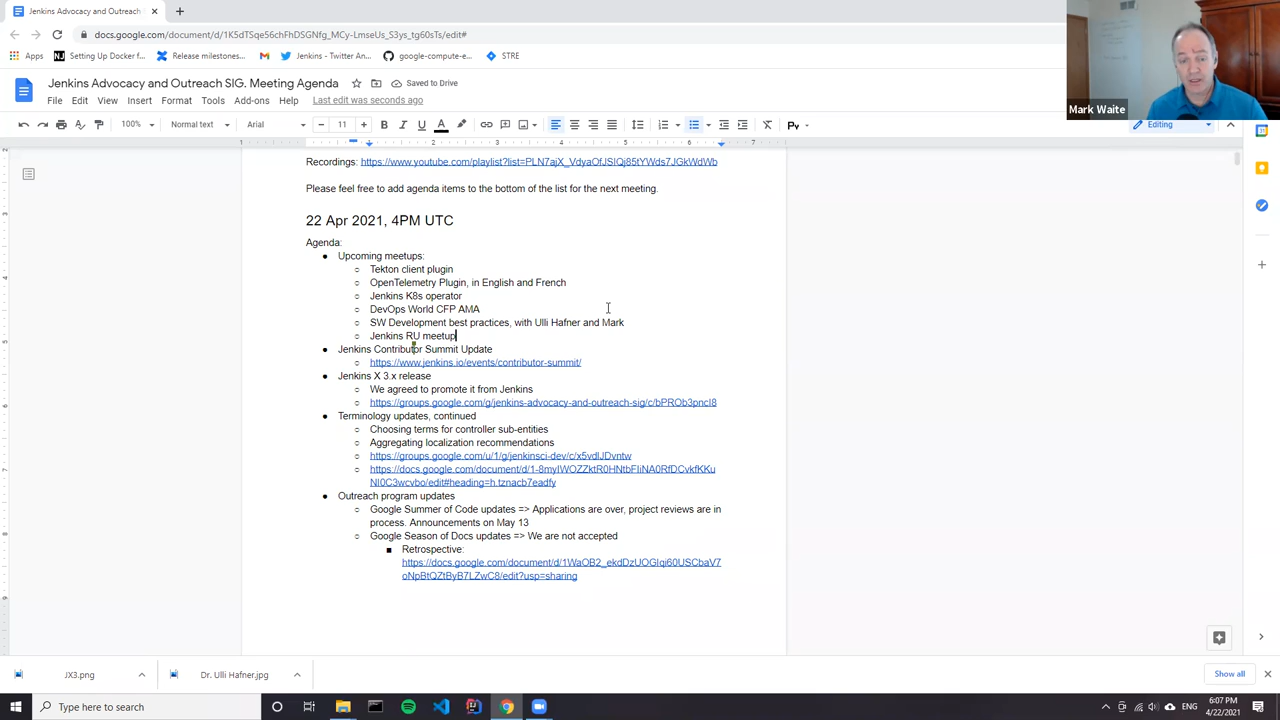 Jenkins Advocacy and Outreach S
docs.google.com/document/d/1K5dTSqe56chFhDSGNfg_MCy-LmseUs_S3ys_tg60sTs/edit#
Apps
Setting Up Docker f...
Release milestones...
Jenkins - Twitter An...
google-compute-e...
STRE
Jenkins Advocacy and Outreach SIG. Meeting Agenda
Saved to Drive
File Edit View Insert Format Tools Add-ons Help Last edit was seconds ago
100% Normal text Arial 11
Editing
Mark Waite
Recordings: https://www.youtube.com/playlist?list=PLN7ajX_VdyaOfJSIQj85tYWds7JGkWdWb
Please feel free to add agenda items to the bottom of the list for the next meeting.
22 Apr 2021, 4PM UTC
Agenda:
Upcoming meetups:
Tekton client plugin
OpenTelemetry Plugin, in English and French
Jenkins K8s operator
DevOps World CFP AMA
SW Development best practices, with Ulli Hafner and Mark
Jenkins RU meetup
Jenkins Contributor Summit Update
https://www.jenkins.io/events/contributor-summit/
Jenkins X 3.x release
We agreed to promote it from Jenkins
https://groups.google.com/g/jenkins-advocacy-and-outreach-sig/c/bPROb3pncI8
Terminology updates, continued
Choosing terms for controller sub-entities
Aggregating localization recommendations
https://groups.google.com/u/1/g/jenkinsci-dev/c/x5vdlJDvntw
https://docs.google.com/document/d/1-8myIWOZZktR0HNtbFIiNA0RfDCvkfKKu
NI0C3wcvbo/edit#heading=h.tznacb7eadfy
Outreach program updates
Google Summer of Code updates => Applications are over, project reviews are in
process. Announcements on May 13
Google Season of Docs updates => We are not accepted
Retrospective:
https://docs.google.com/document/d/1WaOB2_ekdDzUOGIqi60USCbaV7
oNpBtQZtByB7LZwC8/edit?usp=sharing
JX3.png
Dr. Ulli Hafner.jpg
Show all
Type here to search
ENG
6:07 PM
4/22/2021